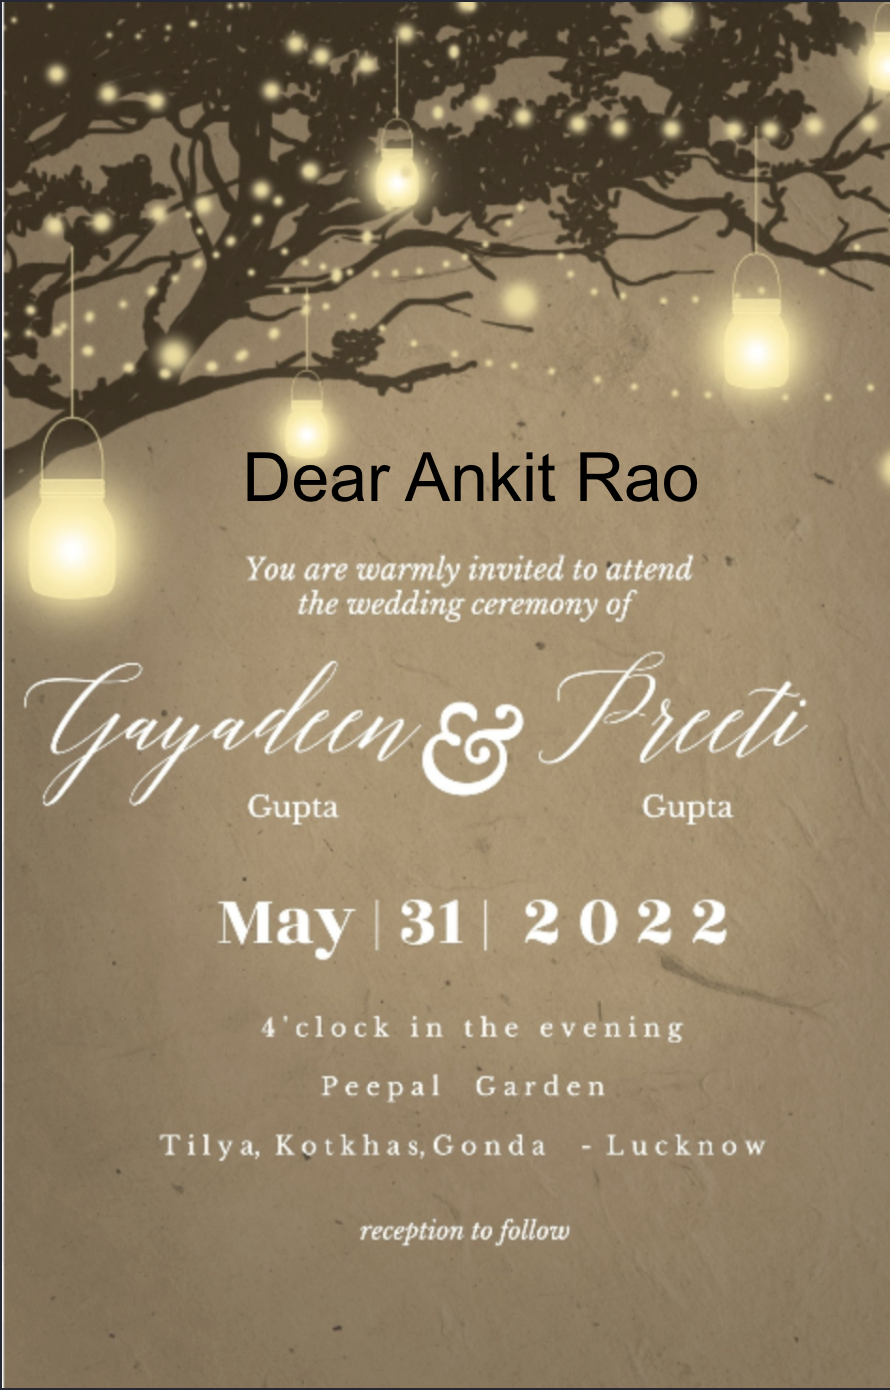 Dear Ankit Rao
You are warmly invited to attend
the wedding ceremony of
Gayadeen & Preeti
Gupta Gupta
May | 31 | 2022
4'clock in the evening
Peepal Garden
Tilya, Kotkhas,Gonda - Lucknow
reception to follow